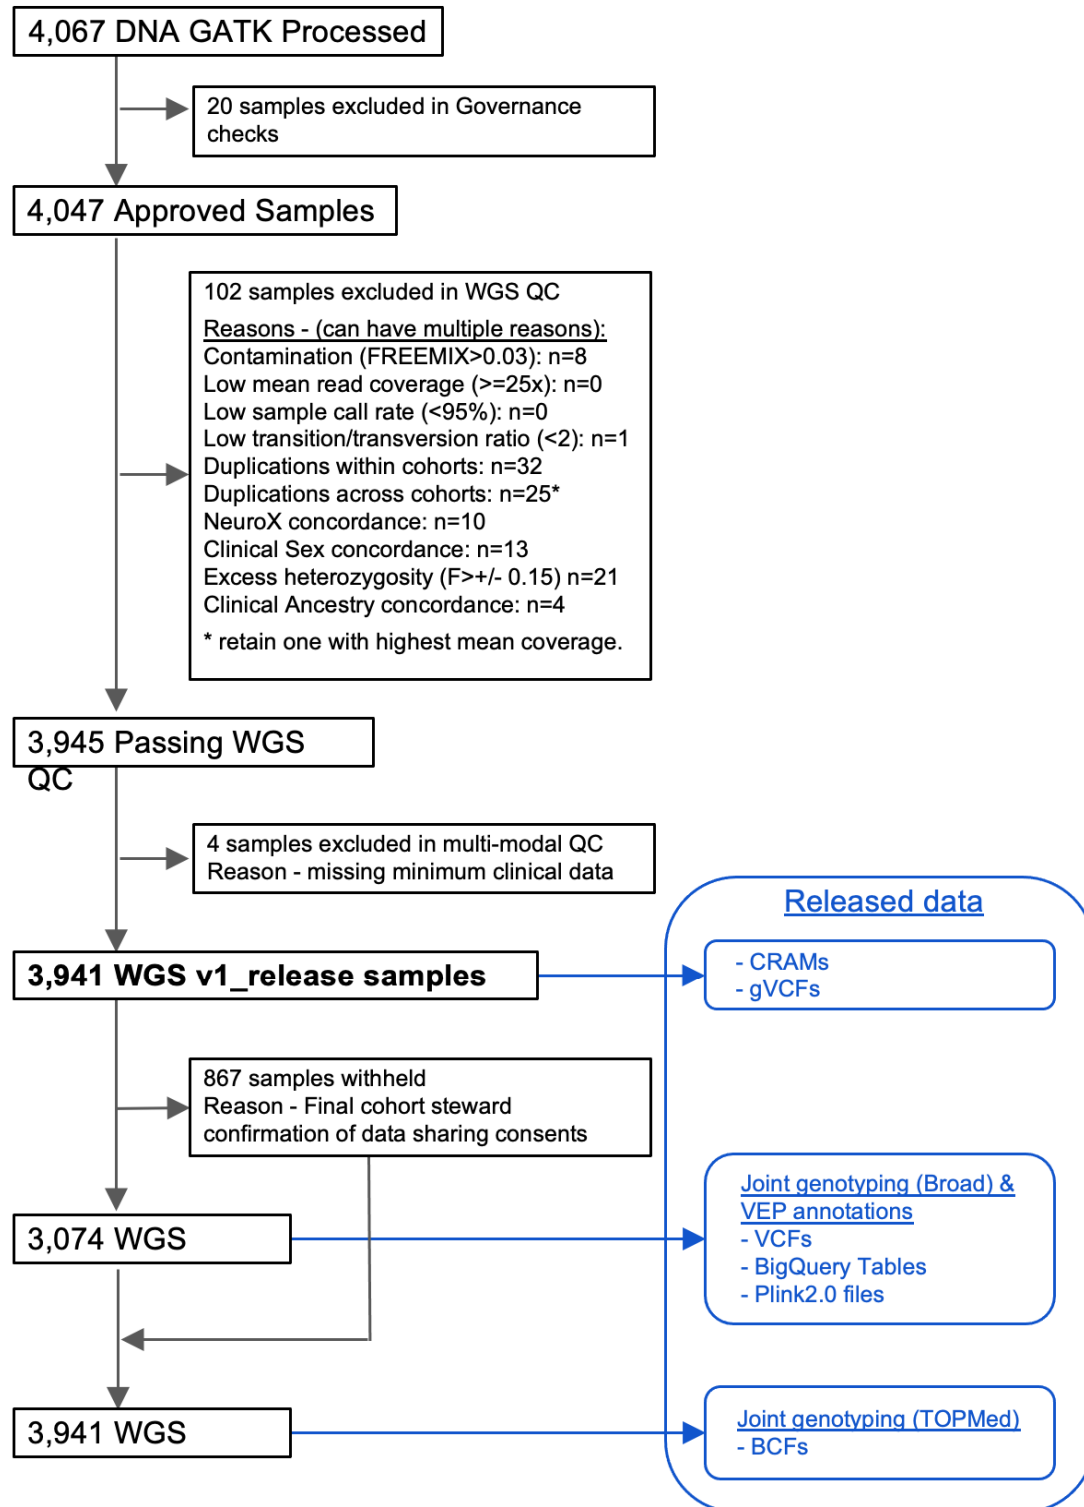 4,067 DNA GATK Processed
20 samples excluded in Governance
checks
4,047 Approved Samples
102 samples excluded in WGS QC
Reasons - (can have multiple reasons):
Contamination (FREEMIX>0.03): n=8
Low mean read coverage (>=25x): n=0
Low sample call rate (<95%): n=0
Low transition/transversion ratio (<2): n=1
Duplications within cohorts: n=32
Duplications across cohorts: n=25*
NeuroX concordance: n=10
Clinical Sex concordance: n=13
Excess heterozygosity (F>+/- 0.15) n=21
Clinical Ancestry concordance: n=4
* retain one with highest mean coverage.
3,945 Passing WGS
QC
4 samples excluded in multi-modal QC
Reason - missing minimum clinical data
Released data
3,941 WGS v1_release samples
- CRAMs
- gVCFs
867 samples withheld
Reason - Final cohort steward
confirmation of data sharing consents
3,074 WGS
Joint genotyping (Broad) &
VEP annotations
- VCFs
- BigQuery Tables
- Plink2.0 files
3,941 WGS
Joint genotyping (TOPMed)
- BCFs